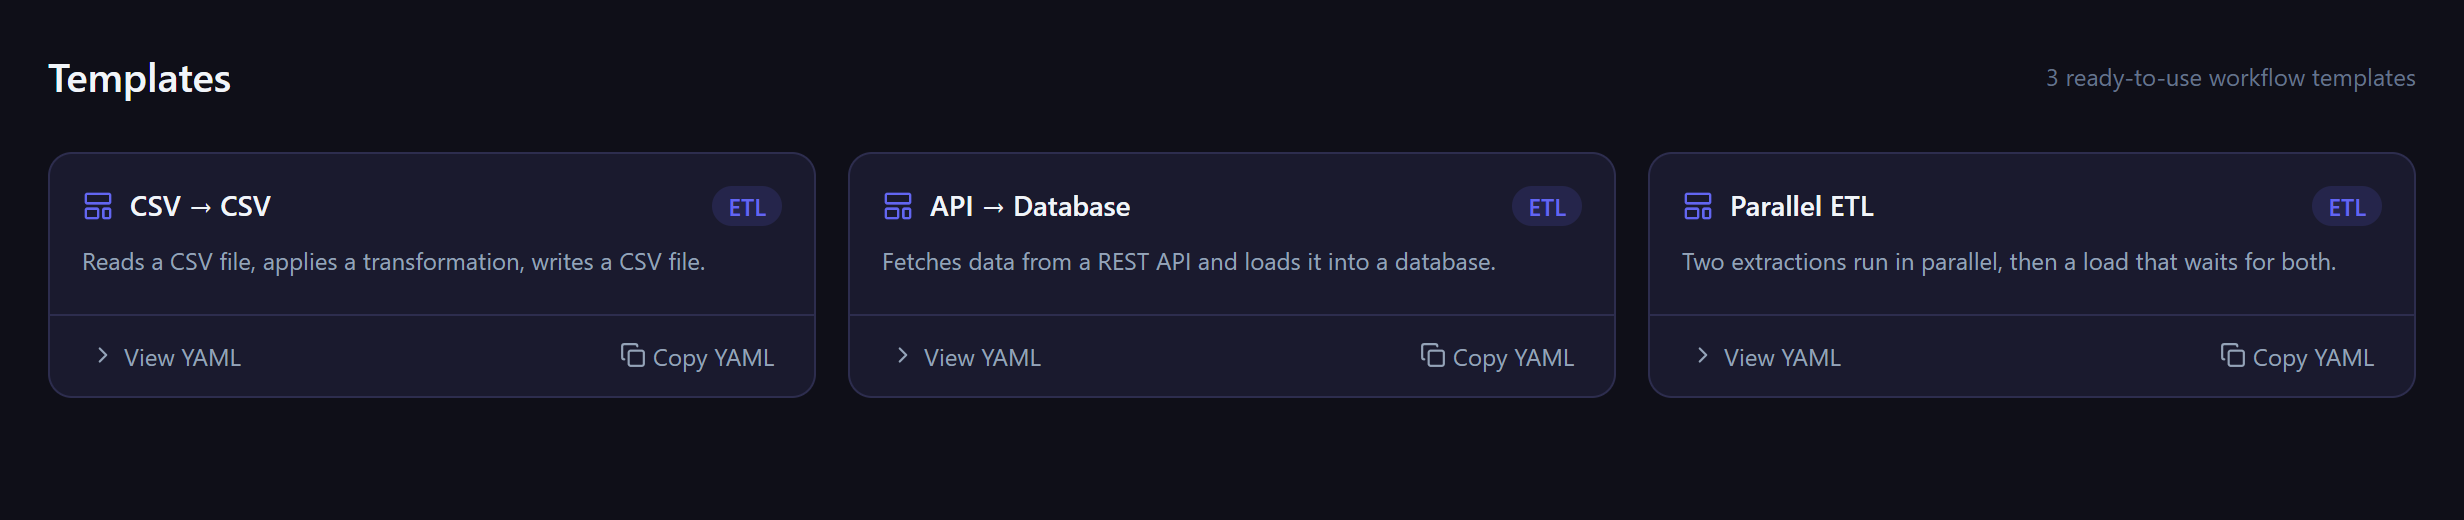 Templates
3 ready-to-use workflow templates
CSV → CSV
ETL
Reads a CSV file, applies a transformation, writes a CSV file.
View YAML
Copy YAML
API → Database
ETL
Fetches data from a REST API and loads it into a database.
View YAML
Copy YAML
Parallel ETL
ETL
Two extractions run in parallel, then a load that waits for both.
View YAML
Copy YAML